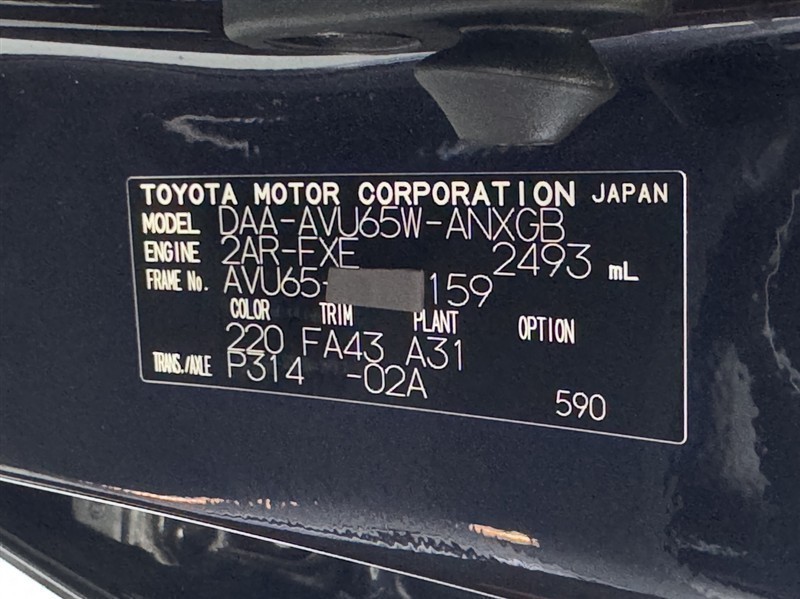 TOYOTA MOTOR CORPORATION JAPAN
MODEL DAA-AVU65W-ANXGB
ENGINE 2AR-FXE 2493 mL
FRAME No. AVU65- 159
COLOR TRIM PLANT OPTION
220 FA43 A31
TRANS./AXLE P314 -02A
590